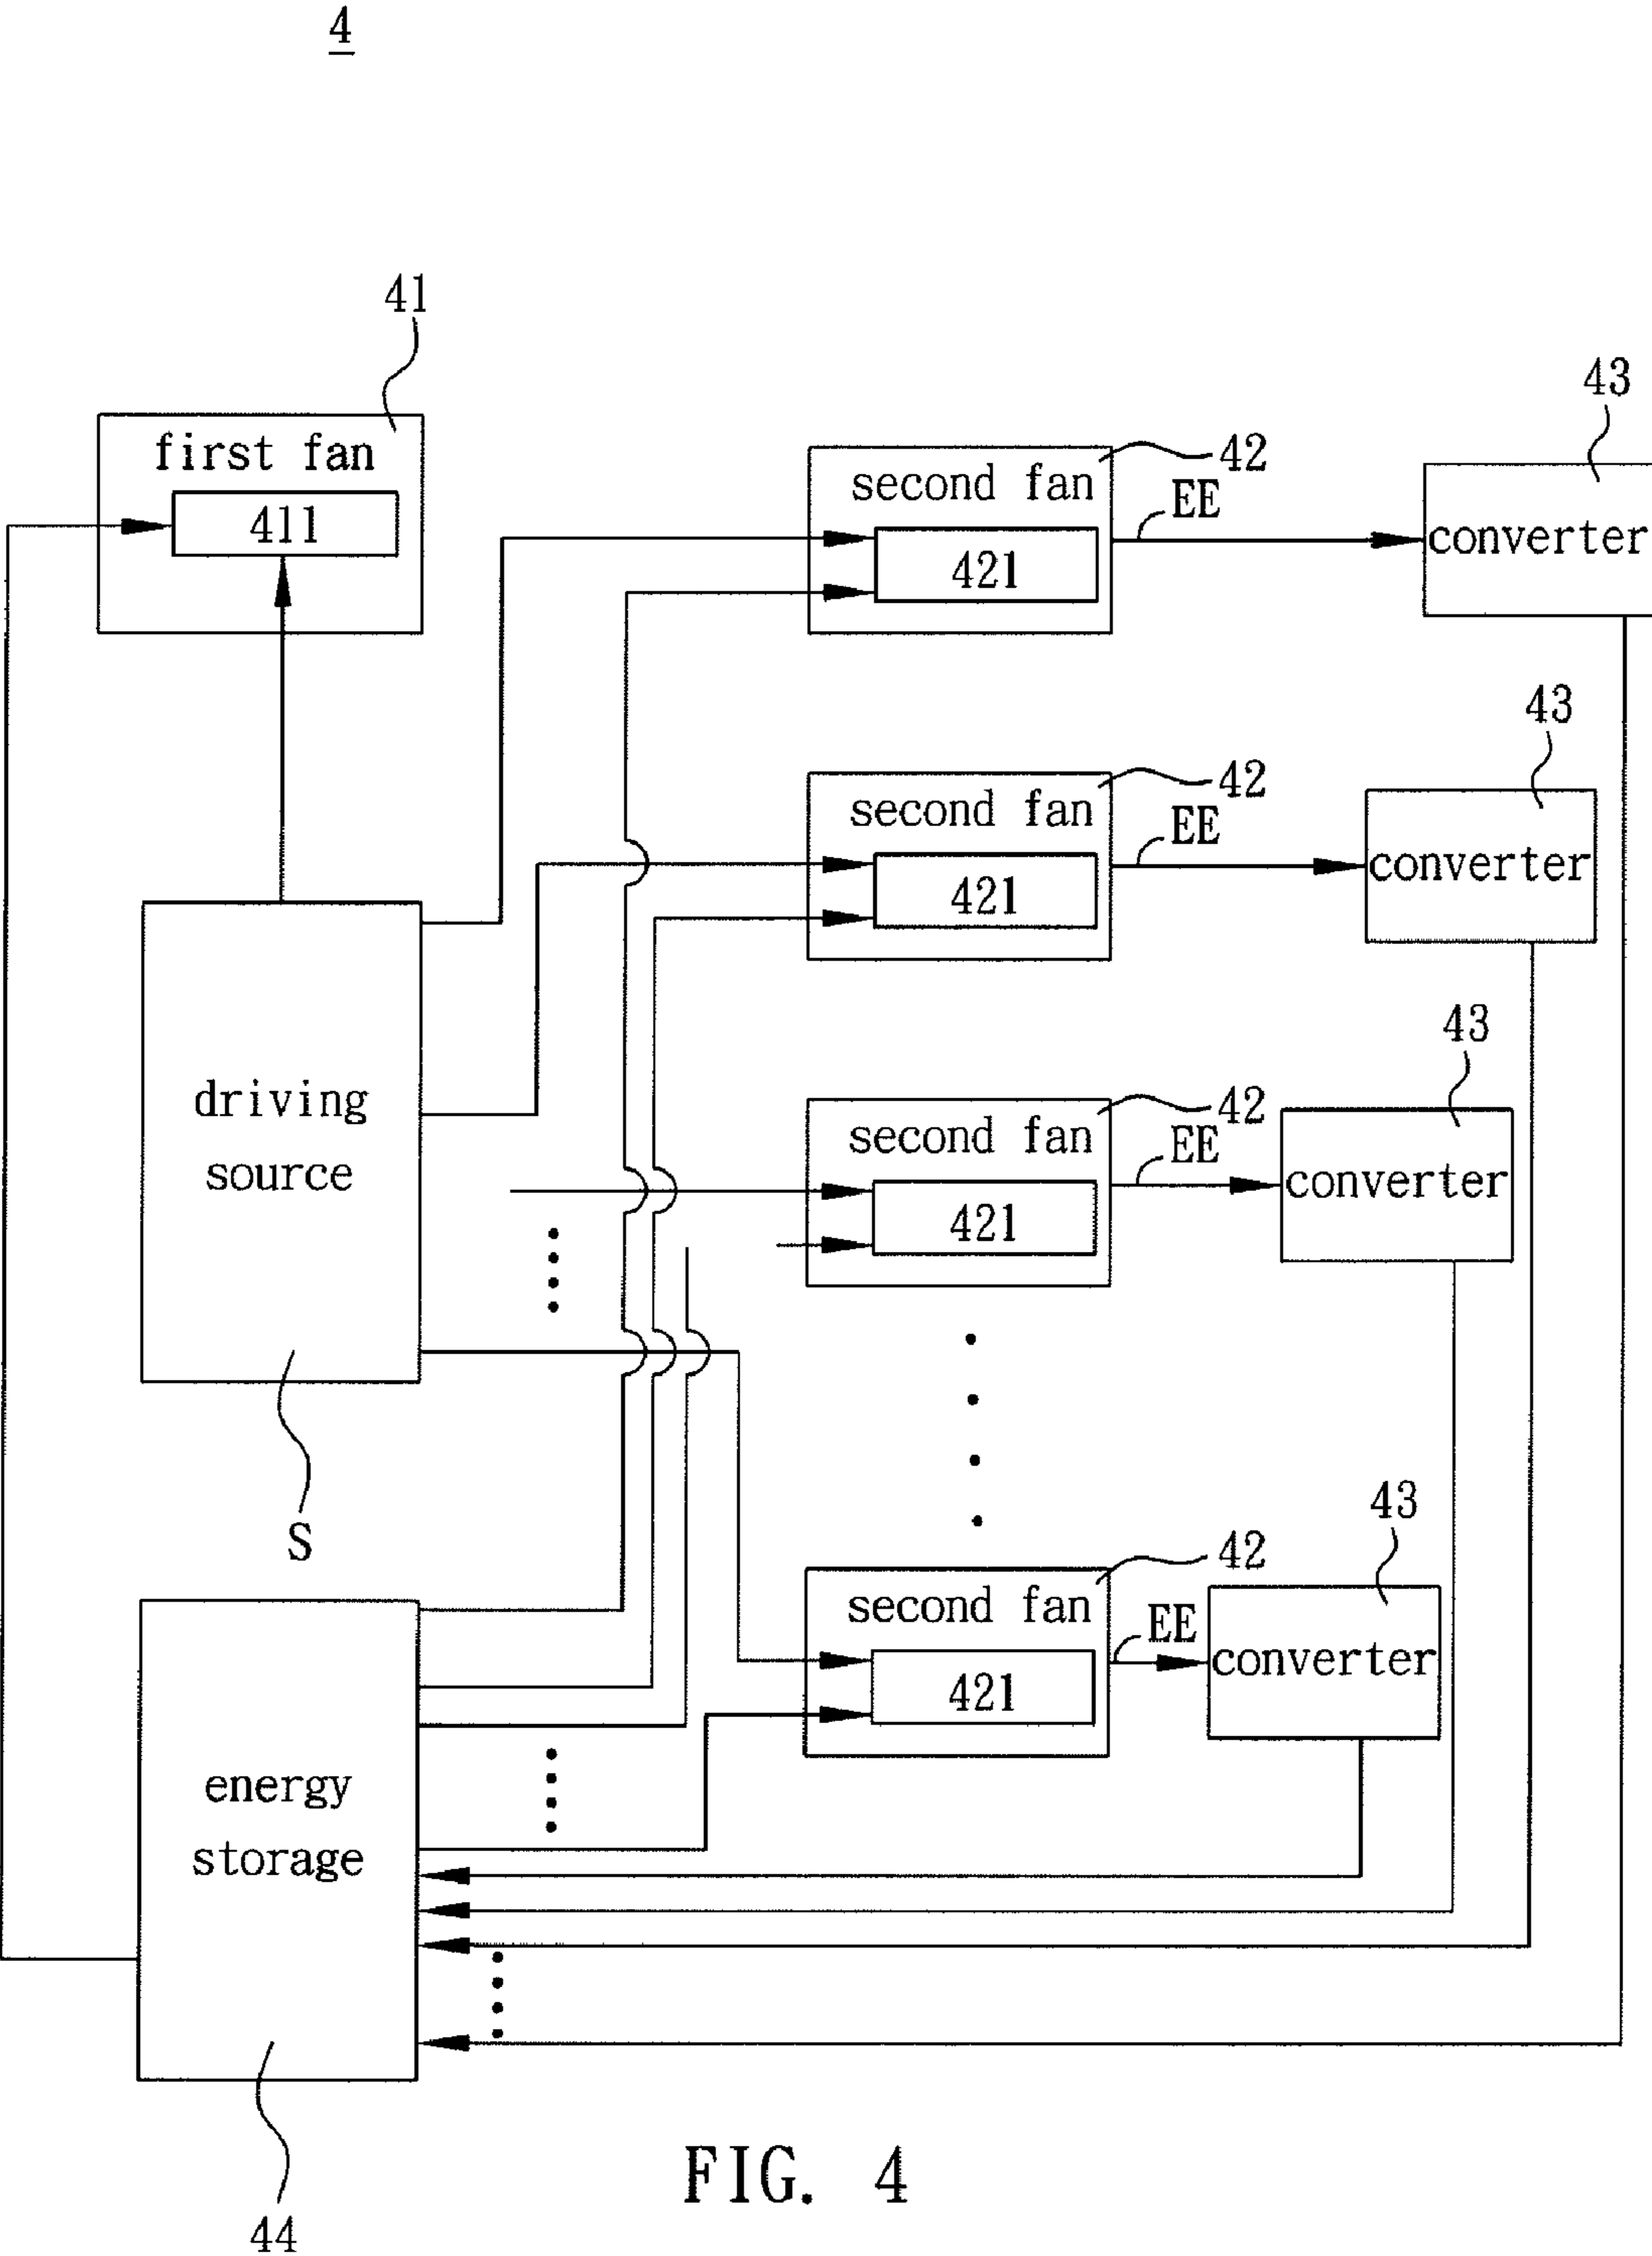 4
41
first fan
411
42
second fan
EE
421
43
converter
42
second fan
EE
421
43
converter
driving
source
S
42
second fan
EE
421
43
converter
42
second fan
EE
421
43
converter
energy
storage
44
FIG. 4